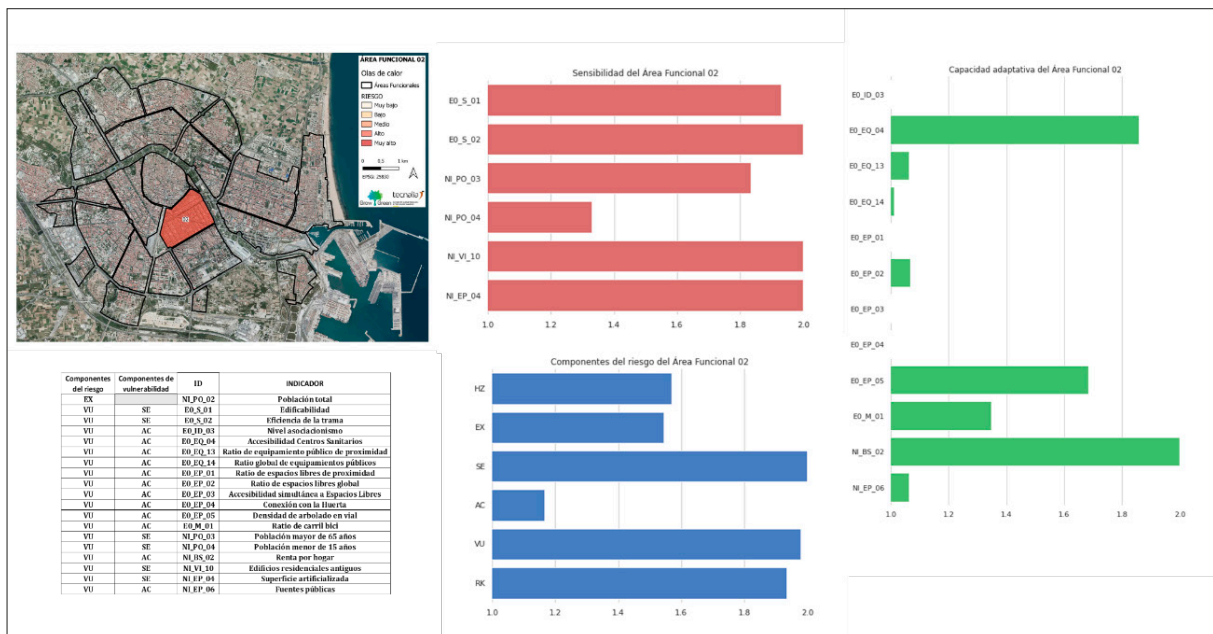 ÁREA FUNCIONAL 02
Olas de calor
Áreas Funcionales
RIESGO
Muy bajo
Bajo
Medio
Alto
Muy alto
0 0,5 1 km
tecnalia
02
Sensibilidad del Área Funcional 02
E0_S_01
E0_S_02
NI_PO_03
NI_PO_04
NI_VI_10
NI_EP_04
1.0 1.2 1.4 1.6 1.8 2.0
Capacidad adaptativa del Área Funcional 02
E0_ID_03
E0_EQ_04
E0_EQ_13
E0_EQ_14
E0_EP_01
E0_EP_02
E0_EP_03
E0_EP_04
E0_EP_05
E0_M_01
NI_BS_02
NI_EP_06
1.0 1.2 1.4 1.6 1.8 2.0
Componentes del riesgo Componentes de vulnerabilidad ID INDICADOR
EX NI_PO_02 Población total
VU SE E0_S_01 Edificabilidad
VU SE E0_S_02 Eficiencia de la trama
VU AC E0_ID_03 Nivel asociacionismo
VU AC E0_EQ_04 Accesibilidad Centros Sanitarios
VU AC E0_EQ_13 Ratio de equipamiento público de proximidad
VU AC E0_EQ_14 Ratio global de equipamientos públicos
VU AC E0_EP_01 Ratio de espacios libres de proximidad
VU AC E0_EP_02 Ratio de espacios libres global
VU AC E0_EP_03 Accesibilidad simultánea a Espacios Libres
VU AC E0_EP_04 Conexión con la Huerta
VU AC E0_EP_05 Densidad de arbolado en vial
VU AC E0_M_01 Ratio de carril bici
VU SE NI_PO_03 Población mayor de 65 años
VU SE NI_PO_04 Población menor de 15 años
VU AC NI_BS_02 Renta por hogar
VU SE NI_VI_10 Edificios residenciales antiguos
VU SE NI_EP_04 Superficie artificializada
VU AC NI_EP_06 Fuentes públicas
Componentes del riesgo del Área Funcional 02
HZ
EX
SE
AC
VU
RK
1.0 1.2 1.4 1.6 1.8 2.0